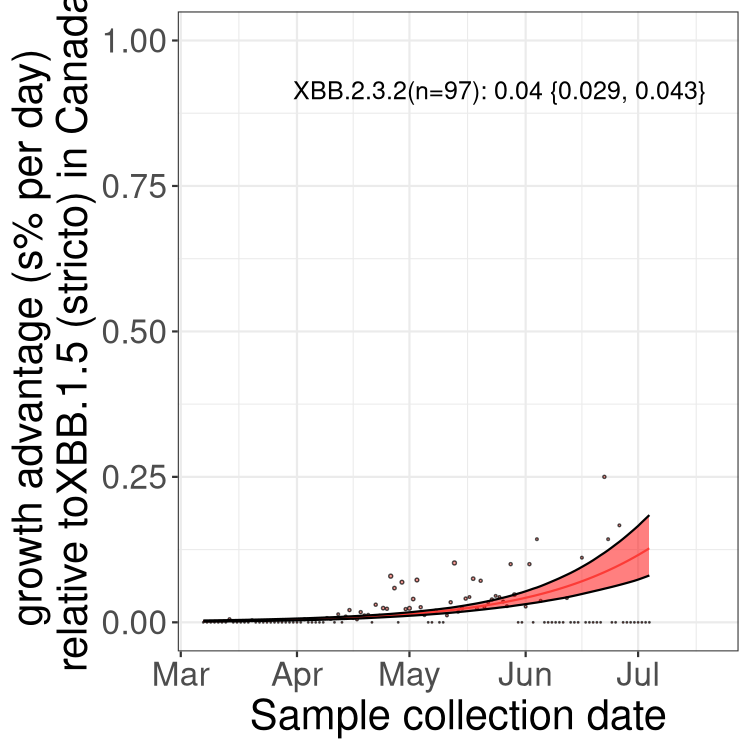 growth advantage (s% per day)
relative toXBB.1.5 (stricto) in Canada
1.00
0.75
0.50
0.25
0.00
XBB.2.3.2(n=97): 0.04 {0.029, 0.043}
Mar Apr May Jun Jul
Sample collection date